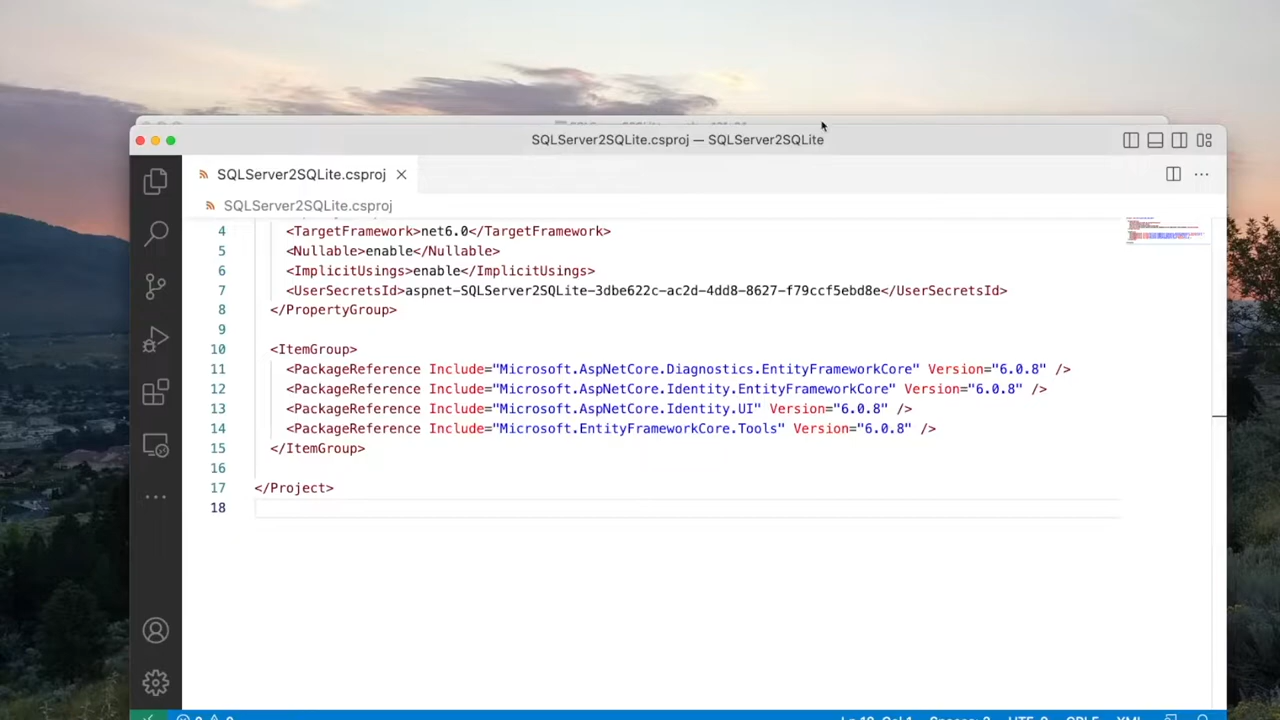 SQLServer2SQLite.csproj — SQLServer2SQLite
SQLServer2SQLite.csproj
SQLServer2SQLite.csproj
4 <TargetFramework>net6.0</TargetFramework>
5 <Nullable>enable</Nullable>
6 <ImplicitUsings>enable</ImplicitUsings>
7 <UserSecretsId>aspnet-SQLServer2SQLite-3dbe622c-ac2d-4dd8-8627-f79ccf5ebd8e</UserSecretsId>
8 </PropertyGroup>
9
10 <ItemGroup>
11 <PackageReference Include="Microsoft.AspNetCore.Diagnostics.EntityFrameworkCore" Version="6.0.8" />
12 <PackageReference Include="Microsoft.AspNetCore.Identity.EntityFrameworkCore" Version="6.0.8" />
13 <PackageReference Include="Microsoft.AspNetCore.Identity.UI" Version="6.0.8" />
14 <PackageReference Include="Microsoft.EntityFrameworkCore.Tools" Version="6.0.8" />
15 </ItemGroup>
16
17 </Project>
18